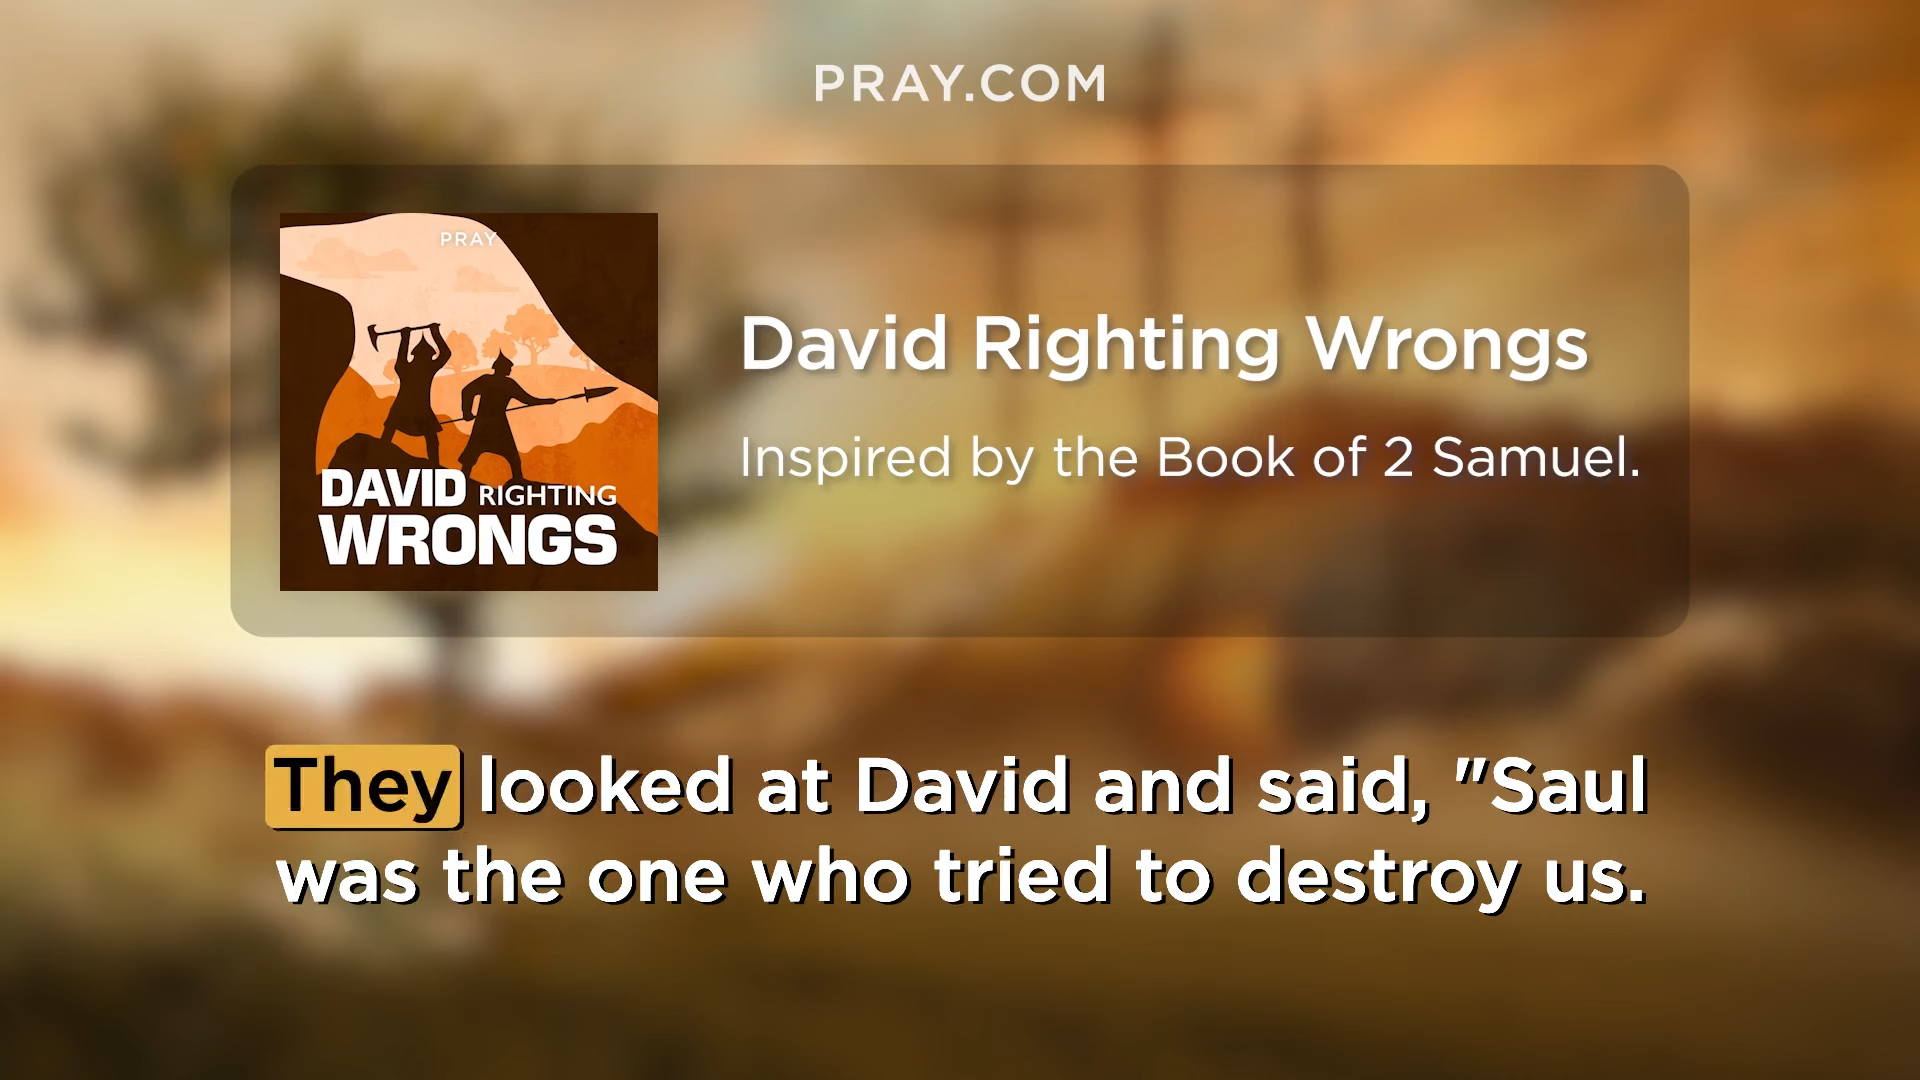 PRAY.COM
PRAY
DAVID RIGHTING
WRONGS
David Righting Wrongs
Inspired by the Book of 2 Samuel.
They looked at David and said, "Saul
was the one who tried to destroy us.